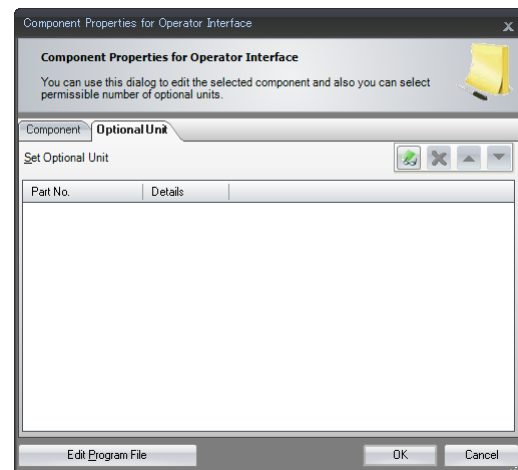 Component Properties for Operator Interface
x
Component Properties for Operator Interface
You can use this dialog to edit the selected component and also you can select
permissible number of optional units.
Component Optional Unit
Set Optional Unit
Part No. Details
Edit Program File OK Cancel